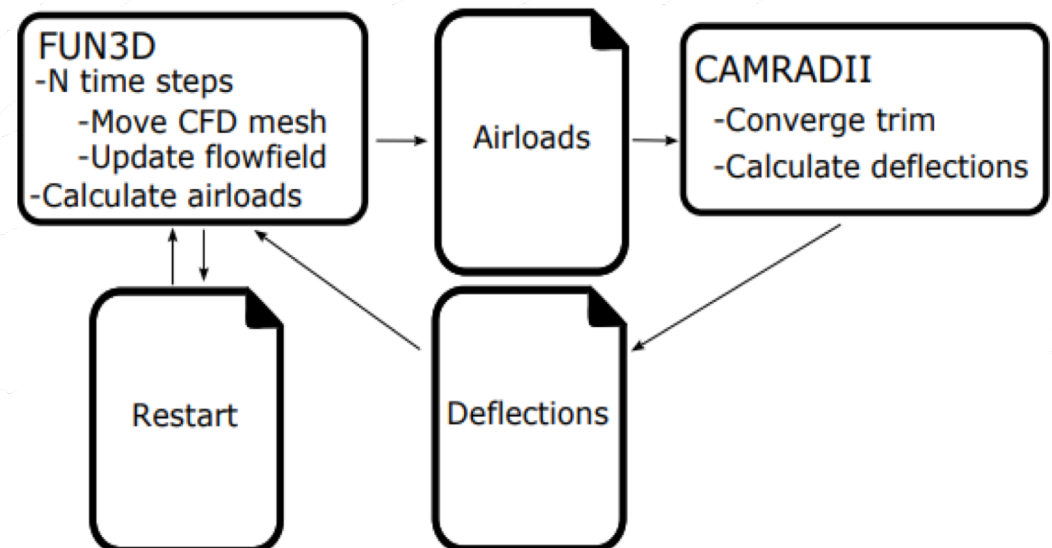 FUN3D
-N time steps
-Move CFD mesh
-Update flowfield
-Calculate airloads
Airloads
CAMRADII
-Converge trim
-Calculate deflections
Restart
Deflections